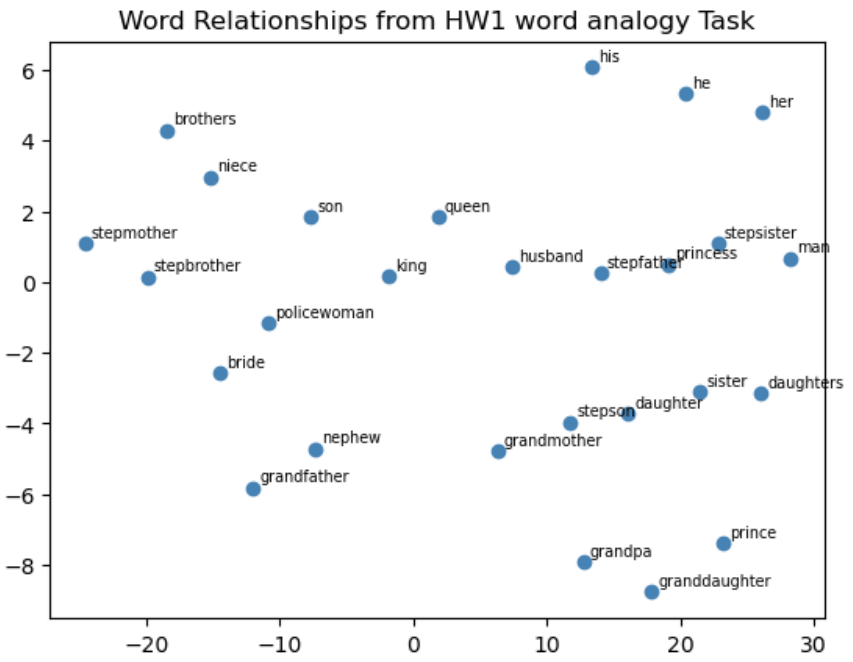 Word Relationships from HW1 word analogy Task
6
4
2
0
−2
−4
−6
−8
his
he
her
brothers
niece
son
queen
stepmother
stepbrother
king
husband
stepfather
princess
stepsister
man
policewoman
bride
sister
daughters
daughter
stepson
grandmother
nephew
grandfather
prince
grandpa
granddaughter
−20 −10 0 10 20 30